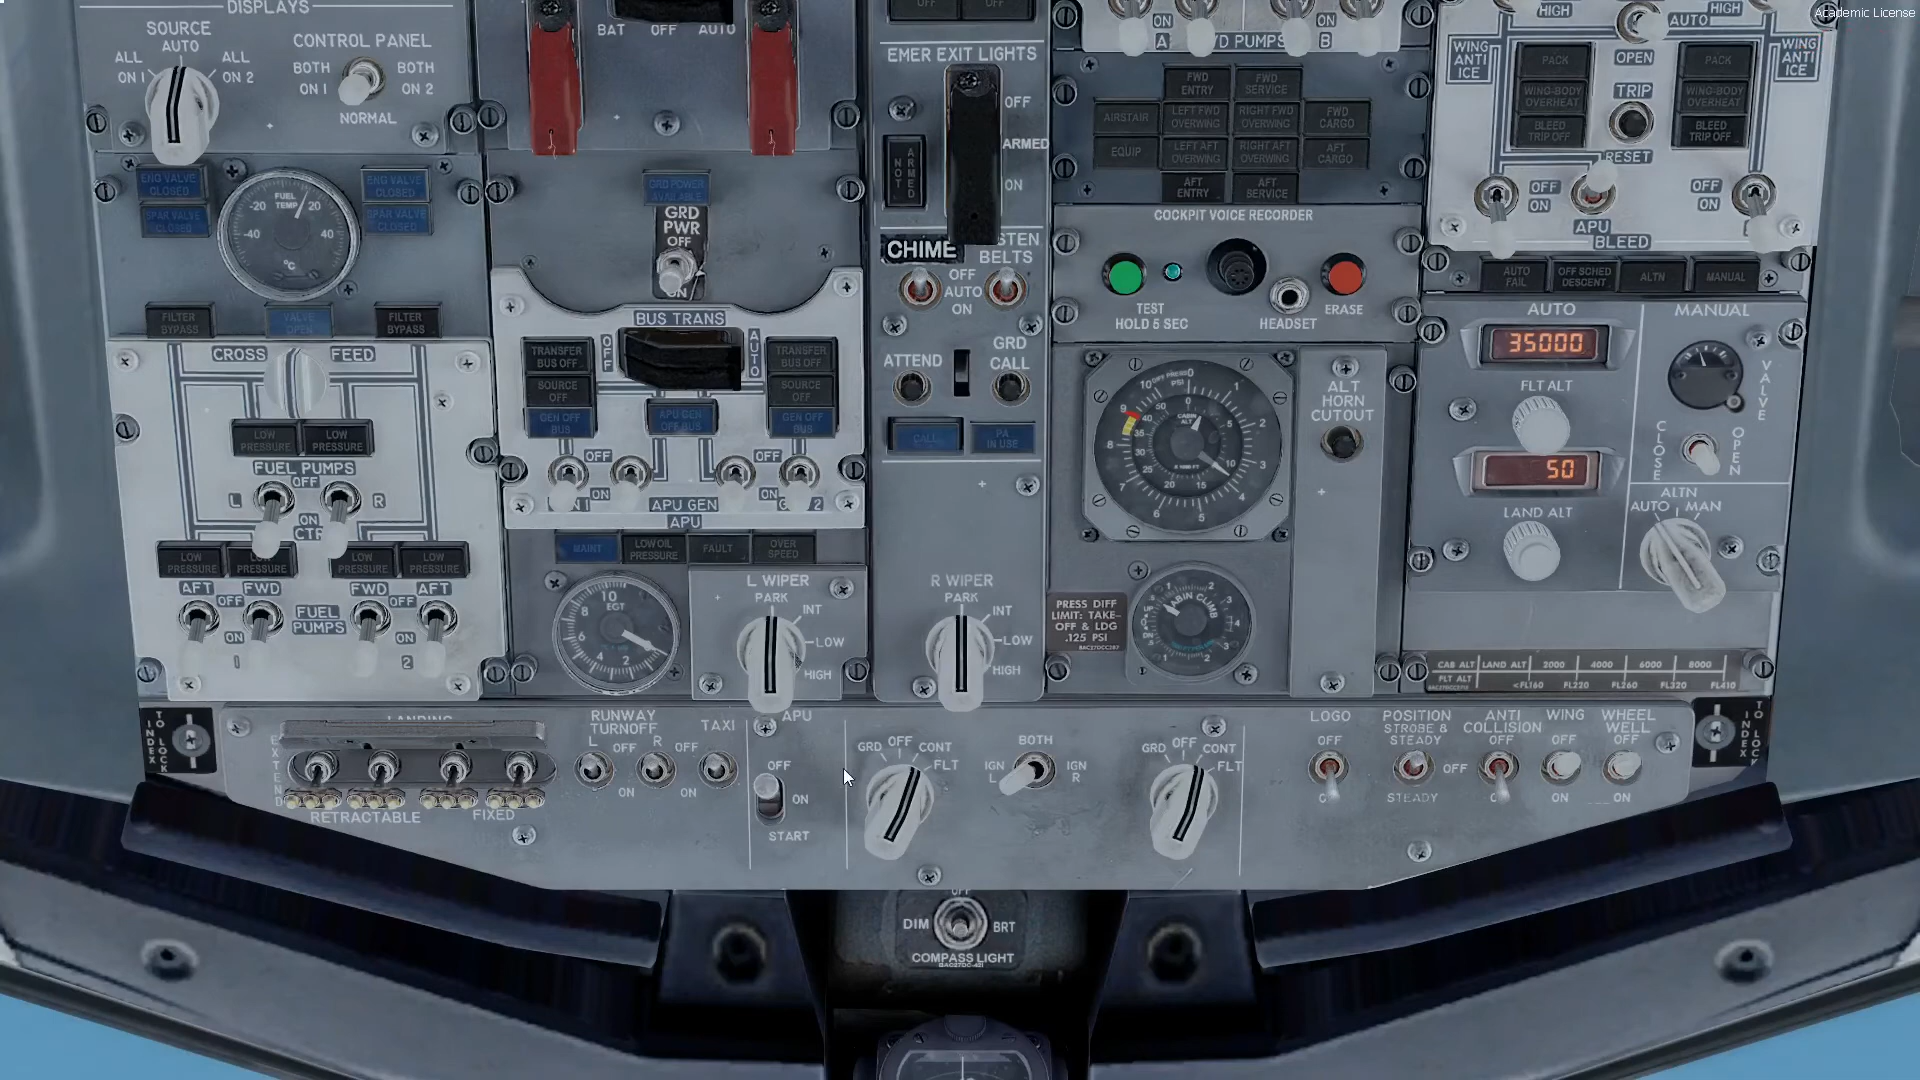 Academic License
DISPLAYS
SOURCE
AUTO
ALL
ON 1
ALL
ON 2
CONTROL PANEL
BOTH
ON 1
BOTH
ON 2
NORMAL
ENG VALVE
CLOSED
SPAR VALVE
CLOSED
ENG VALVE
CLOSED
SPAR VALVE
CLOSED
FUEL
TEMP
-20
20
-40
40
°C
FILTER
BYPASS
VALVE
OPEN
FILTER
BYPASS
CROSS
FEED
LOW
PRESSURE
LOW
PRESSURE
FUEL PUMPS
OFF
L
R
ON
CTR
LOW
PRESSURE
LOW
PRESSURE
LOW
PRESSURE
LOW
PRESSURE
AFT
OFF
FWD
FWD
OFF
AFT
FUEL
PUMPS
ON
1
ON
2
BAT
OFF
AUTO
GRD POWER
AVAILABLE
GRD
PWR
OFF
ON
BUS TRANS
OFF
AUTO
TRANSFER
BUS OFF
SOURCE
OFF
GEN OFF
BUS
APU GEN
OFF BUS
TRANSFER
BUS OFF
SOURCE
OFF
GEN OFF
BUS
OFF
ON
OFF
ON
1
APU GEN
2
APU
MAINT
LOW OIL
PRESSURE
FAULT
OVER
SPEED
EGT
10
8
6
4
2
L WIPER
PARK
INT
LOW
HIGH
OFF
OFF
EMER EXIT LIGHTS
OFF
ARMED
ON
NOT
ARMED
CHIME
BELTS
OFF
AUTO
ON
ATTEND
GRD
CALL
CALL
PA
IN USE
R WIPER
PARK
INT
LOW
HIGH
ON
ON
A
PUMPS
B
FWD
ENTRY
FWD
SERVICE
AIRSTAIR
LEFT FWD
OVERWING
RIGHT FWD
OVERWING
FWD
CARGO
EQUIP
LEFT AFT
OVERWING
RIGHT AFT
OVERWING
AFT
CARGO
AFT
ENTRY
AFT
SERVICE
COCKPIT VOICE RECORDER
TEST
HOLD 5 SEC
HEADSET
ERASE
ALT
HORN
CUTOUT
PRESS DIFF
LIMIT: TAKE-
OFF & LDG
.125 PSI
CABIN CLIMB
HIGH
AUTO
HIGH
WING
ANTI
ICE
PACK
WING-BODY
OVERHEAT
BLEED
TRIP OFF
OPEN
TRIP
RESET
PACK
WING-BODY
OVERHEAT
BLEED
TRIP OFF
WING
ANTI
ICE
OFF
ON
OFF
ON
APU
BLEED
AUTO
FAIL
OFF SCHED
DESCENT
ALTN
MANUAL
AUTO
35000
FLT ALT
50
LAND ALT
MANUAL
VALVE
CLOSE
OPEN
ALTN
AUTO
MAN
CAB ALT
LAND ALT
2000
4000
6000
8000
FLT ALT
<FL160
FL220
FL260
FL320
FL410
TO LOCK
INDEX
LANDING
EXTEND
RETRACTABLE
FIXED
RUNWAY
TURNOFF
L
OFF
R
OFF
TAXI
ON
ON
APU
OFF
ON
START
GRD
OFF
CONT
FLT
BOTH
IGN
L
IGN
R
GRD
OFF
CONT
FLT
LOGO
OFF
POSITION
STROBE &
STEADY
OFF
STEADY
ANTI
COLLISION
OFF
WING
OFF
ON
WHEEL
WELL
OFF
ON
TO LOCK
INDEX
DIM
BRT
COMPASS LIGHT